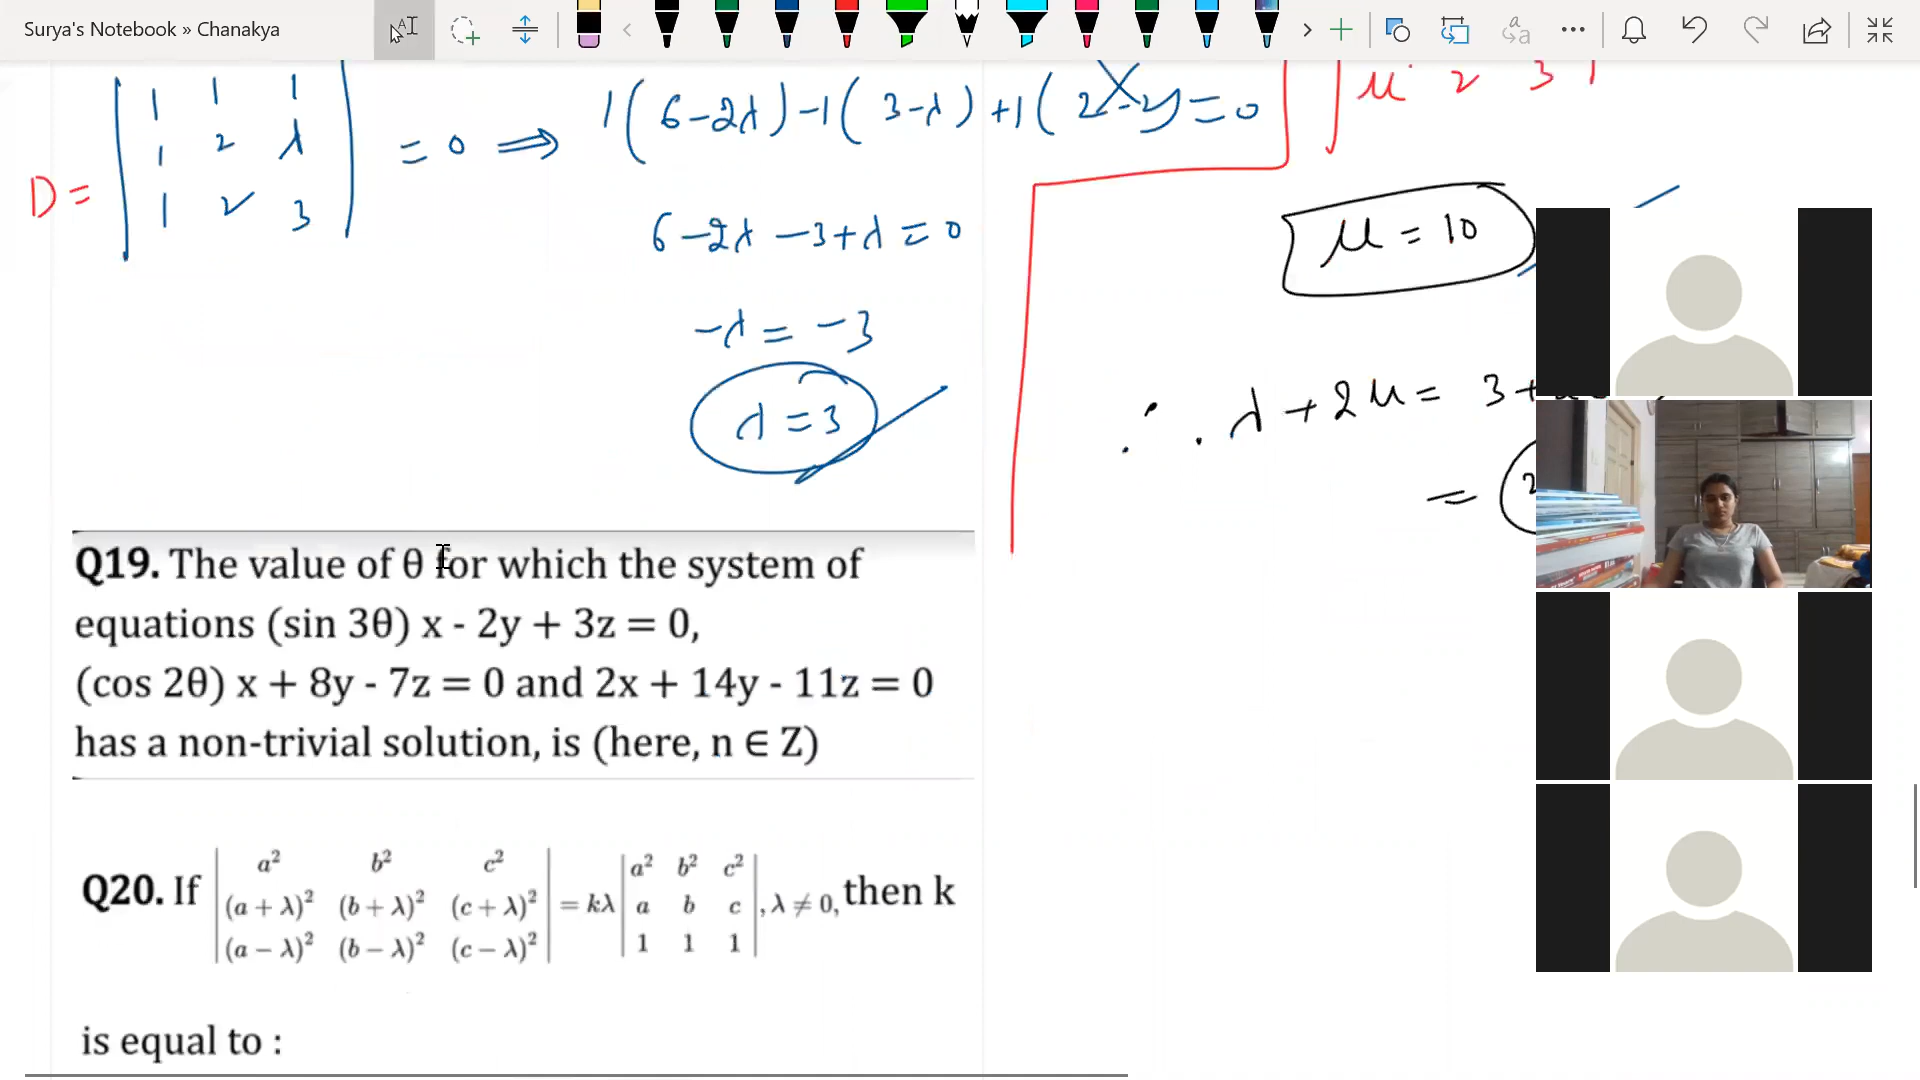 Surya's Notebook » Chanakya
D = | 1 1 1 | = 0 ⟹ 1(6-2λ)-1(3-λ)+1(2-2)=0
| 1 2 λ |
| 1 2 3 |
6-2λ-3+λ=0
-λ = -3
λ = 3
μ 2 3
μ = 10
∴ λ + 2μ = 3+
=
Q19. The value of θ for which the system of
equations (sin 3θ) x - 2y + 3z = 0,
(cos 2θ) x + 8y - 7z = 0 and 2x + 14y - 11z = 0
has a non-trivial solution, is (here, n ∈ Z)
Q20. If | a² b² c² | = kλ | a² b² c² | , λ ≠ 0, then k
| (a + λ)² (b + λ)² (c + λ)² | | a b c |
| (a − λ)² (b − λ)² (c − λ)² | | 1 1 1 |
is equal to :